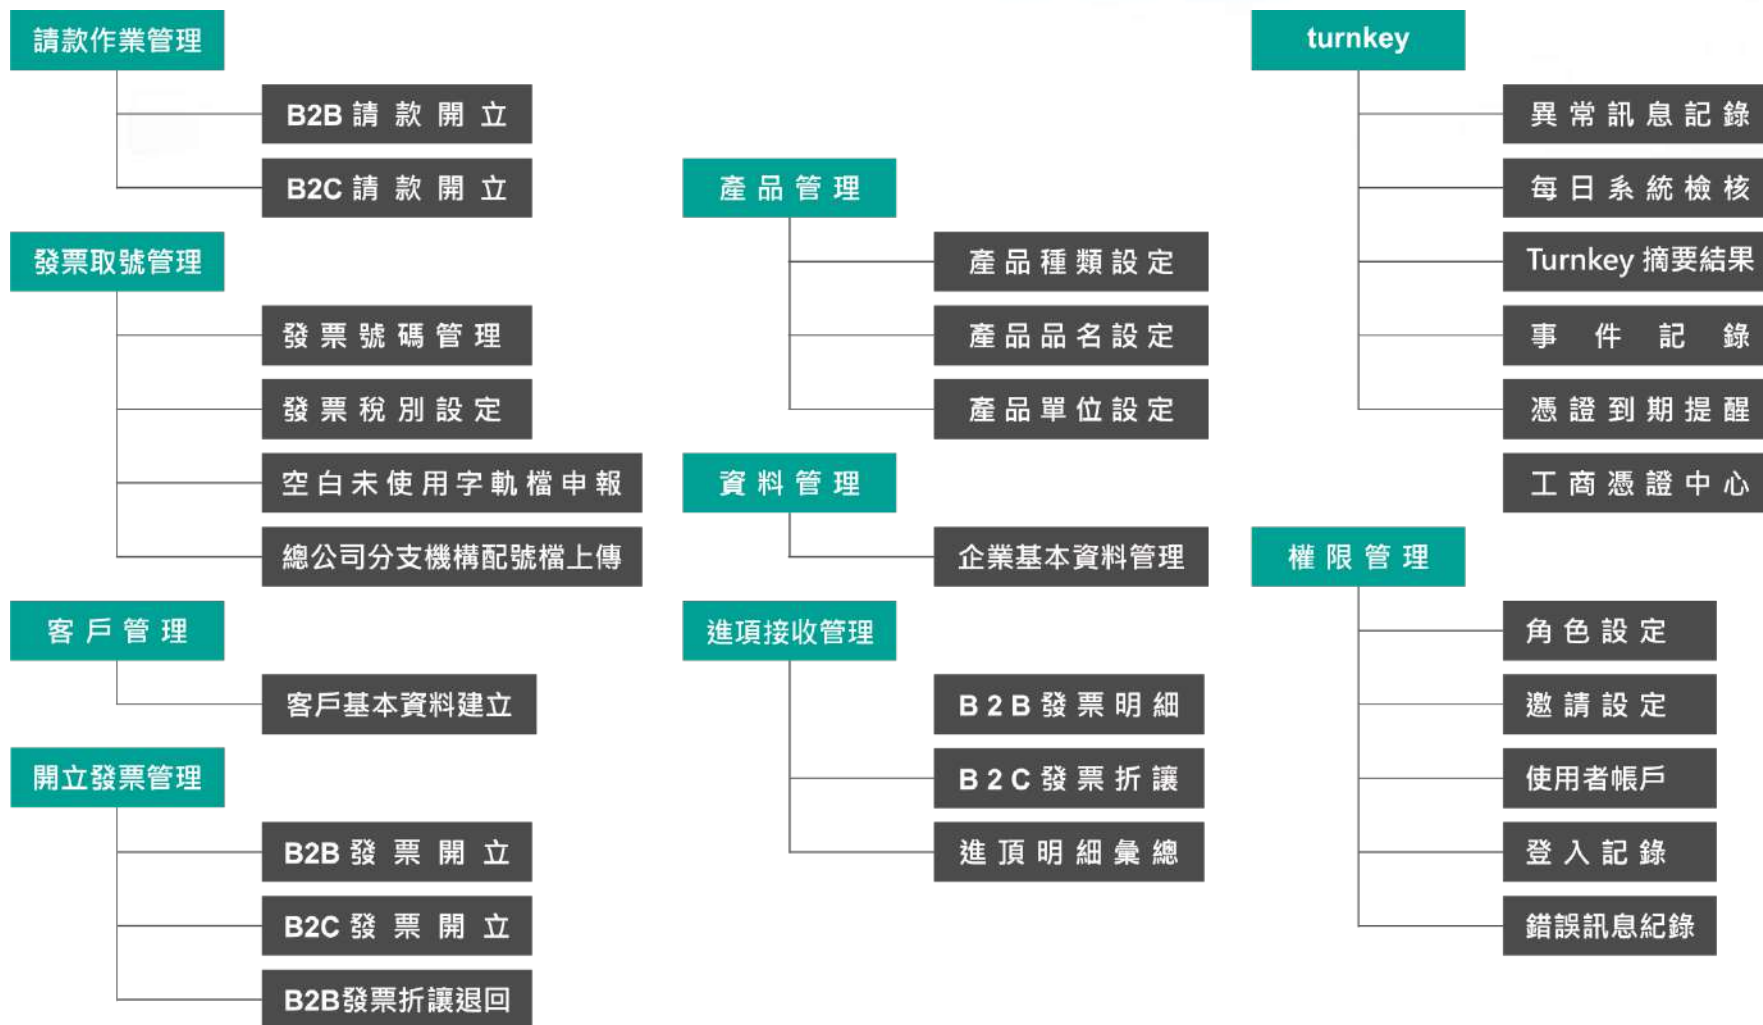 請款作業管理
B2B 請款開立
B2C 請款開立
發票取號管理
發票號碼管理
發票稅別設定
空白未使用字軌檔申報
總公司分支機構配號檔上傳
客戶管理
客戶基本資料建立
開立發票管理
B2B 發票開立
B2C 發票開立
B2B發票折讓退回
產品管理
產品種類設定
產品品名設定
產品單位設定
資料管理
企業基本資料管理
進項接收管理
B2B發票明細
B2C發票折讓
進項明細彙總
turnkey
異常訊息記錄
每日系統檢核
Turnkey 摘要結果
事件記錄
憑證到期提醒
工商憑證中心
權限管理
角色設定
邀請設定
使用者帳戶
登入記錄
錯誤訊息紀錄